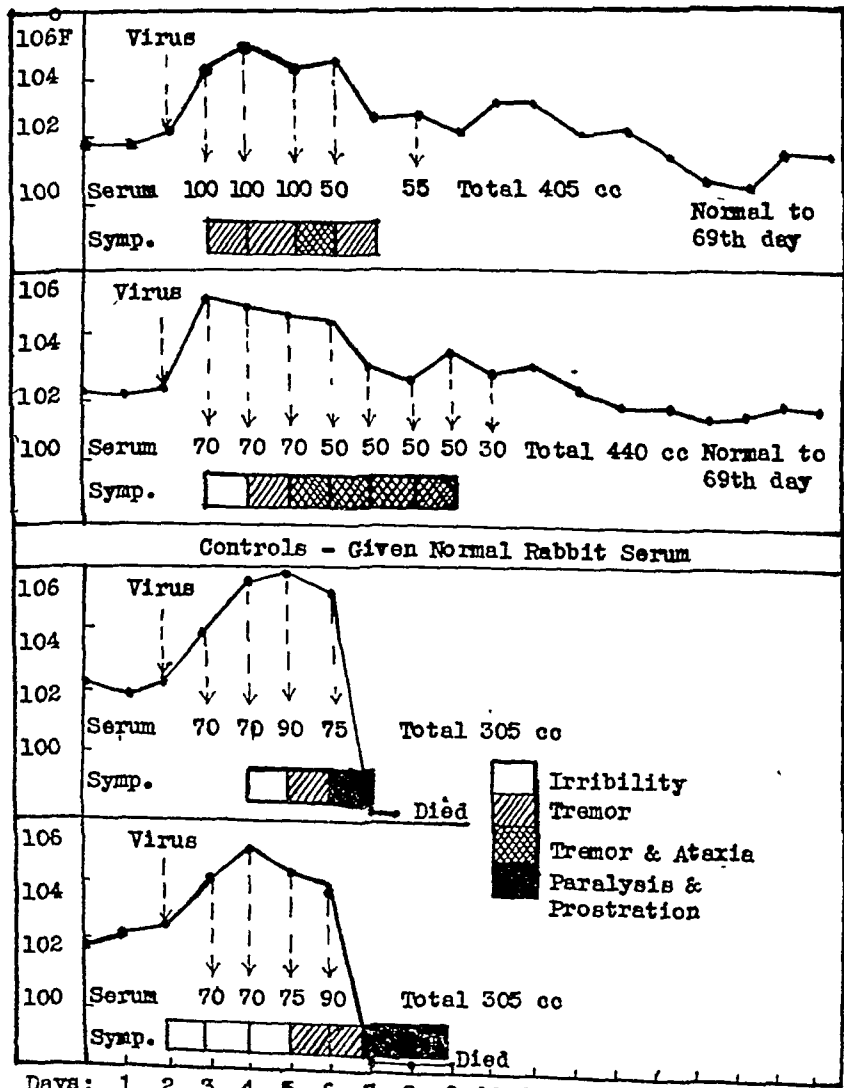 106F Virus
104
102
100 Serum 100 100 100 50 55 Total 405 cc
Normal to
Symp. 69th day
106 Virus
104
102
100 Serum 70 70 70 50 50 50 50 30 Total 440 cc Normal to
Symp. 69th day
Controls - Given Normal Rabbit Serum
106 Virus
104
102
Serum 70 70 90 75 Total 305 cc
100
Symp. Irribility
Died Tremor
106 Virus
Tremor & Ataxia
104 Paralysis &
Prostration
102
100 Serum 70 70 75 90 Total 305 cc
Symp.
Died
Days: 1 2 3 4 5 6 7 8 9